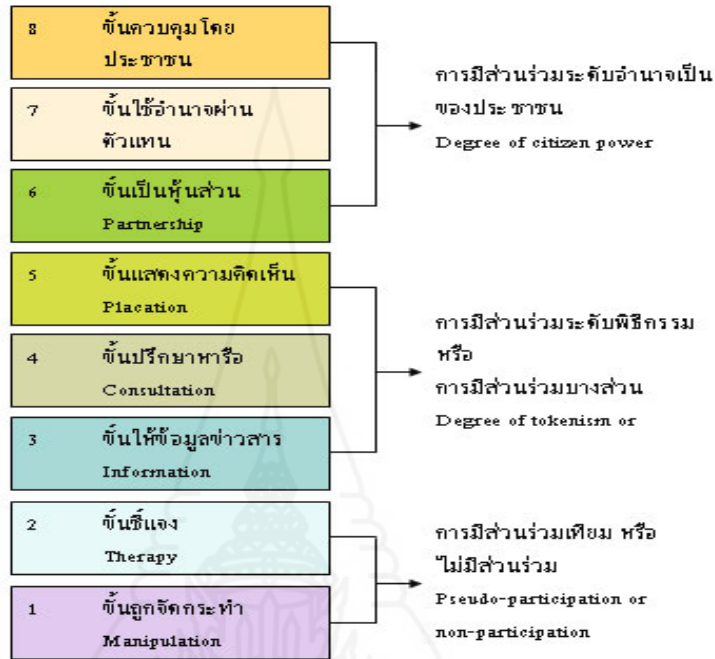 8 ขั้นควบคุมโดย
ประชาชน
7 ขั้นใช้อำนาจผ่าน
ตัวแทน
6 ขั้นเป็นหุ้นส่วน
Partnership
การมีส่วนร่วมระดับอำนาจเป็น
ของประชาชน
Degree of citizen power
5 ขั้นแสดงความคิดเห็น
Placation
4 ขั้นปรึกษาหารือ
Consultation
3 ขั้นให้ข้อมูลข่าวสาร
Information
การมีส่วนร่วมระดับพิธีกรรม
หรือ
การมีส่วนร่วมบางส่วน
Degree of tokenism or
2 ขั้นชี้แจง
Therapy
1 ขั้นถูกจัดกระทำ
Manipulation
การมีส่วนร่วมเทียม หรือ
ไม่มีส่วนร่วม
Pseudo-participation or
non-participation